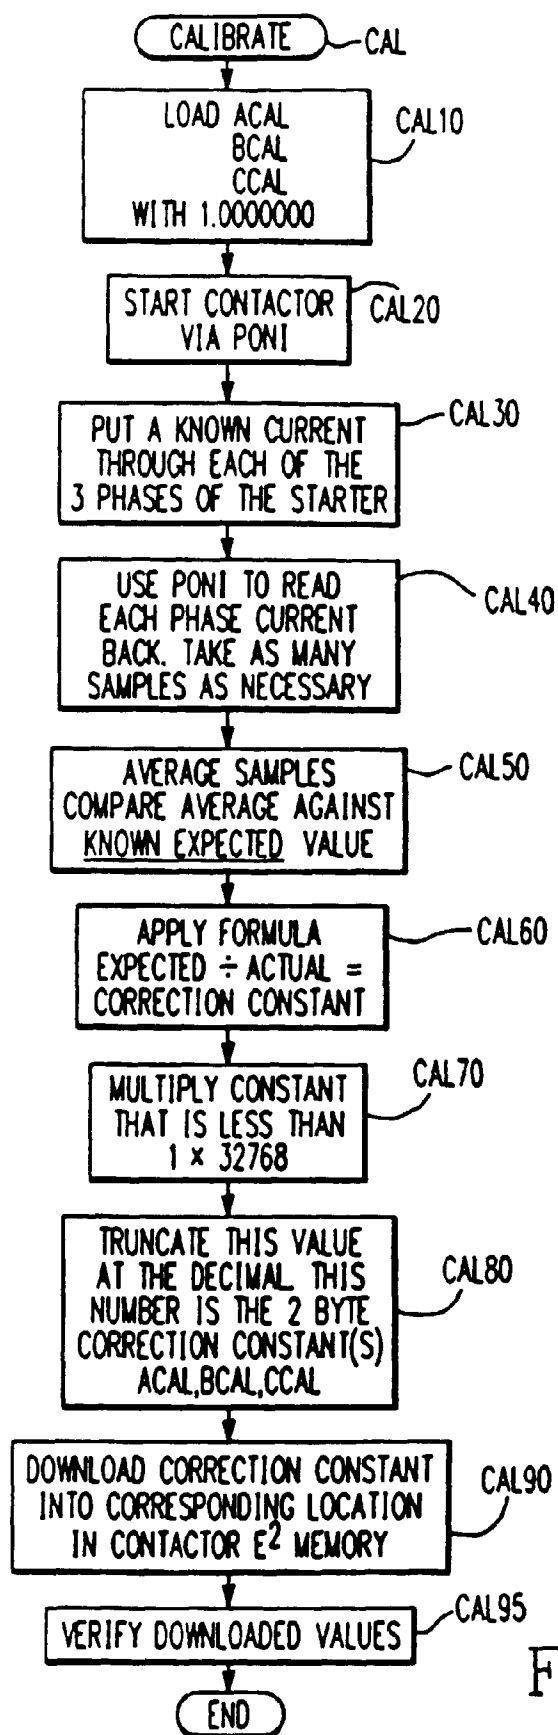 CALIBRATE
CAL
LOAD ACAL
BCAL
CCAL
WITH 1.0000000
CAL10
START CONTACTOR
VIA PONI
CAL20
PUT A KNOWN CURRENT
THROUGH EACH OF THE
3 PHASES OF THE STARTER
CAL30
USE PONI TO READ
EACH PHASE CURRENT
BACK. TAKE AS MANY
SAMPLES AS NECESSARY
CAL40
AVERAGE SAMPLES
COMPARE AVERAGE AGAINST
KNOWN EXPECTED VALUE
CAL50
APPLY FORMULA
EXPECTED ÷ ACTUAL =
CORRECTION CONSTANT
CAL60
MULTIPLY CONSTANT
THAT IS LESS THAN
1 × 32768
CAL70
TRUNCATE THIS VALUE
AT THE DECIMAL. THIS
NUMBER IS THE 2 BYTE
CORRECTION CONSTANT(S)
ACAL,BCAL,CCAL
CAL80
DOWNLOAD CORRECTION CONSTANT
INTO CORRESPONDING LOCATION
IN CONTACTOR E² MEMORY
CAL90
VERIFY DOWNLOADED VALUES
CAL95
END
F